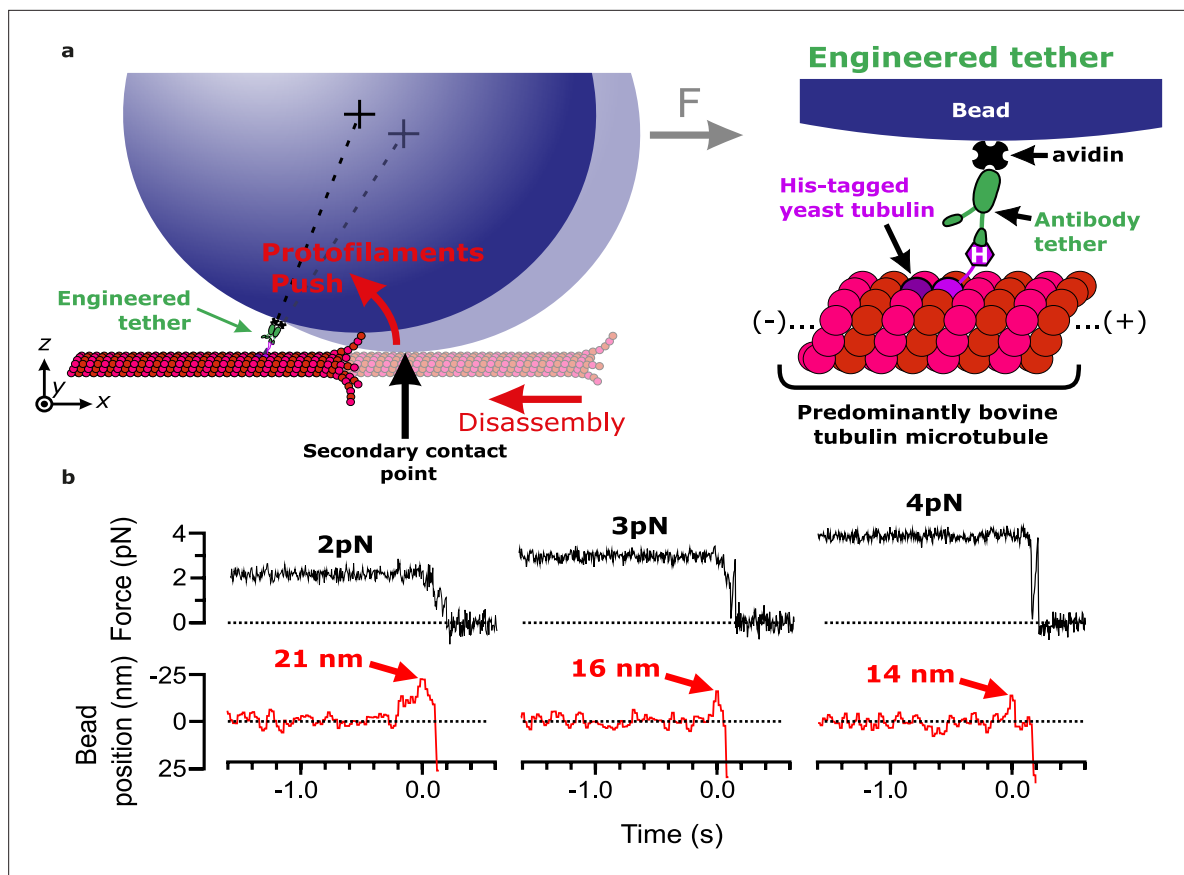 a
F
Protofilaments
Push
Engineered
tether
z
y
x
Disassembly
Secondary contact
point
Engineered tether
Bead
avidin
His-tagged
yeast tubulin
Antibody
tether
H
(-)...
...(+)
Predominantly bovine
tubulin microtubule
b
Force (pN)
4
2
0
2pN
3pN
4pN
Bead
position (nm)
-25
0
25
21 nm
16 nm
14 nm
-1.0
0.0
-1.0
0.0
-1.0
0.0
Time (s)